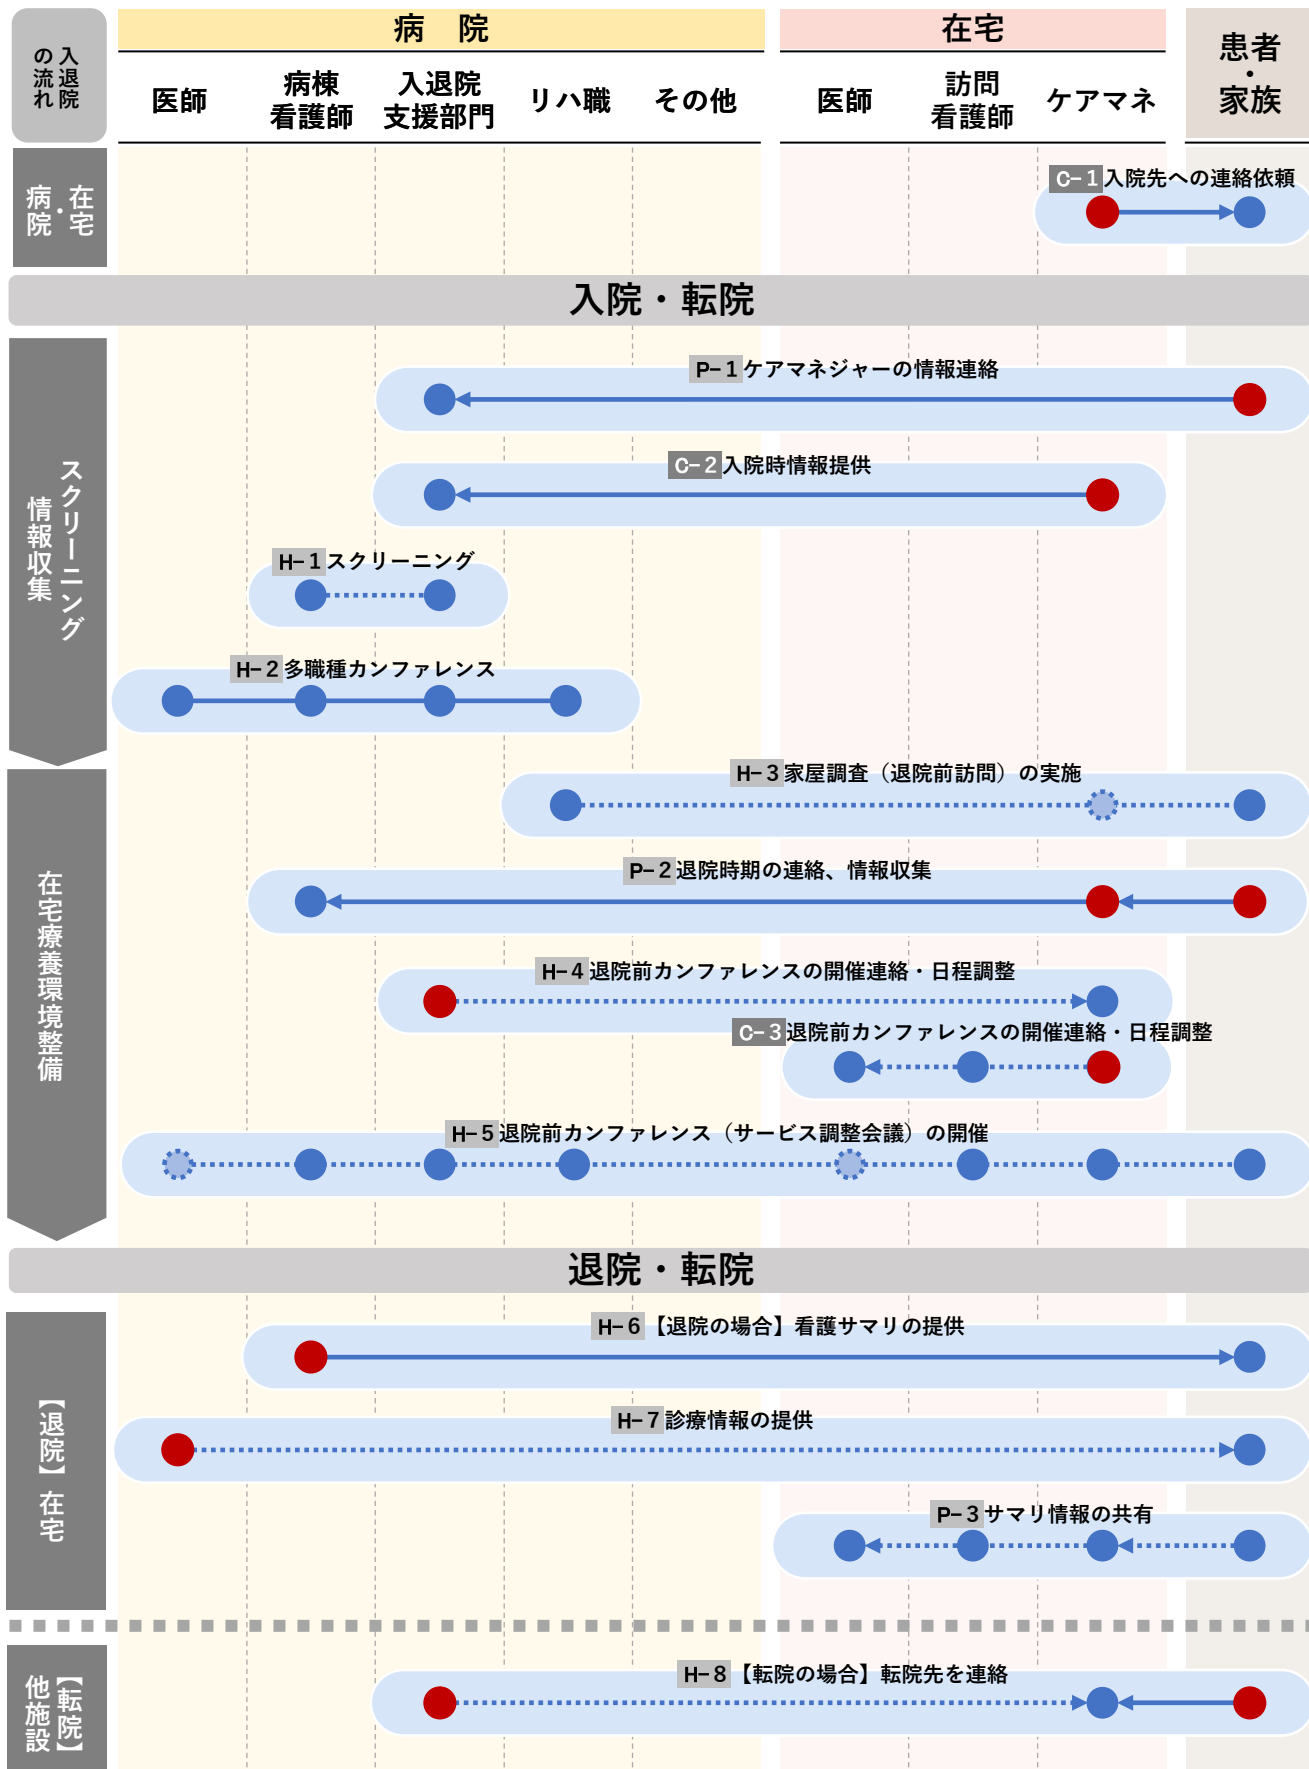 入退院
の流れ
病　院
在宅
患者
・
家族
医師
病棟
看護師
入退院
支援部門
リハ職
その他
医師
訪問
看護師
ケアマネ
在宅
・
病院
C-1入院先への連絡依頼
入院・転院
スクリーニング
情報収集
P-1ケアマネジャーの情報連絡
C-2入院時情報提供
H-1スクリーニング
H-2多職種カンファレンス
在宅療養環境整備
H-3家屋調査（退院前訪問）の実施
P-2退院時期の連絡、情報収集
H-4退院前カンファレンスの開催連絡・日程調整
C-3退院前カンファレンスの開催連絡・日程調整
H-5退院前カンファレンス（サービス調整会議）の開催
退院・転院
【退院】在宅
H-6【退院の場合】看護サマリの提供
H-7診療情報の提供
P-3サマリ情報の共有
【転院】
他施設
H-8【転院の場合】転院先を連絡